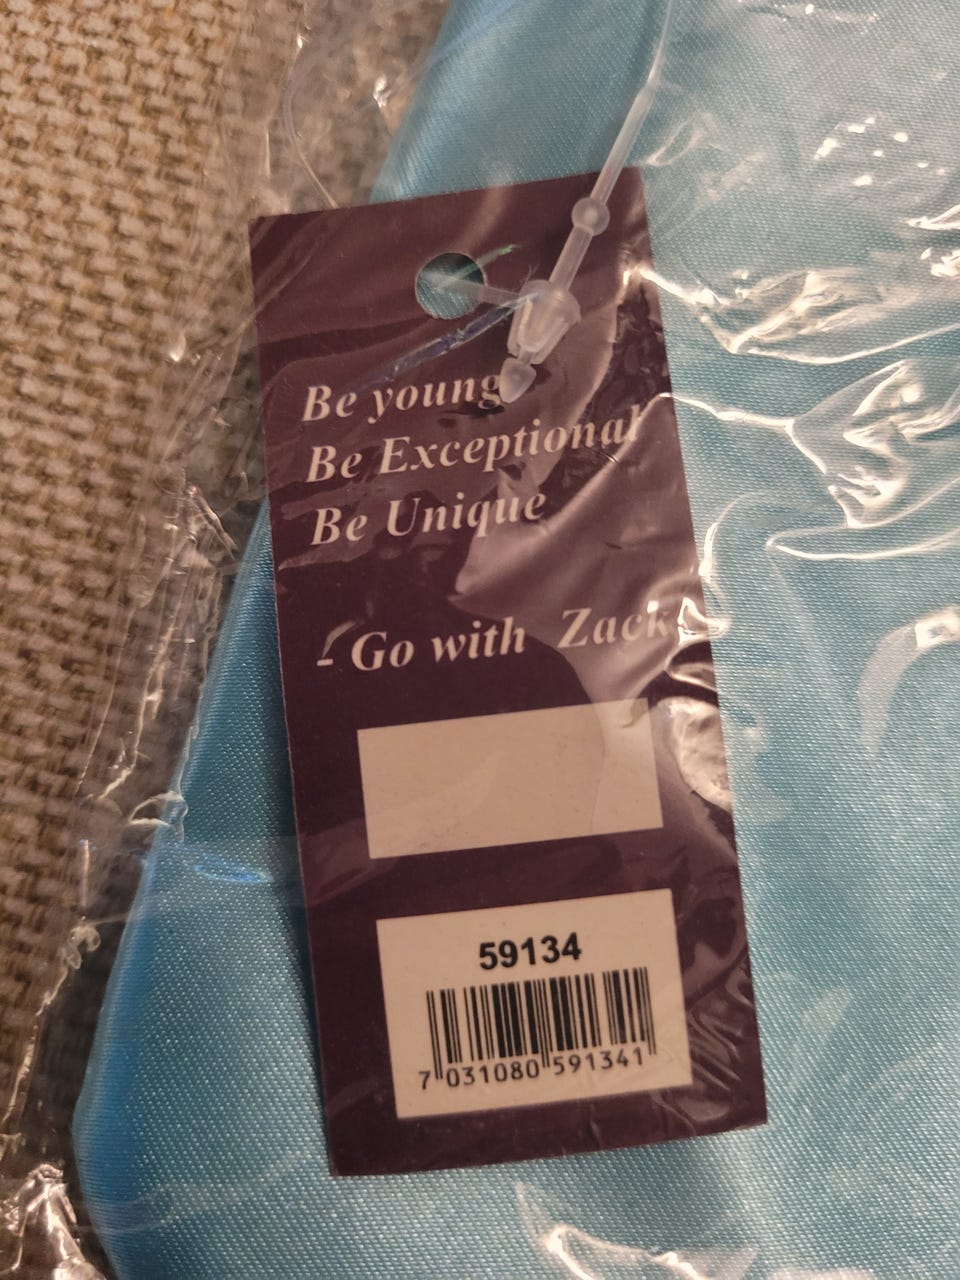 Be young
Be Exceptional
Be Unique
- Go with Zack
59134
7 031080 591341